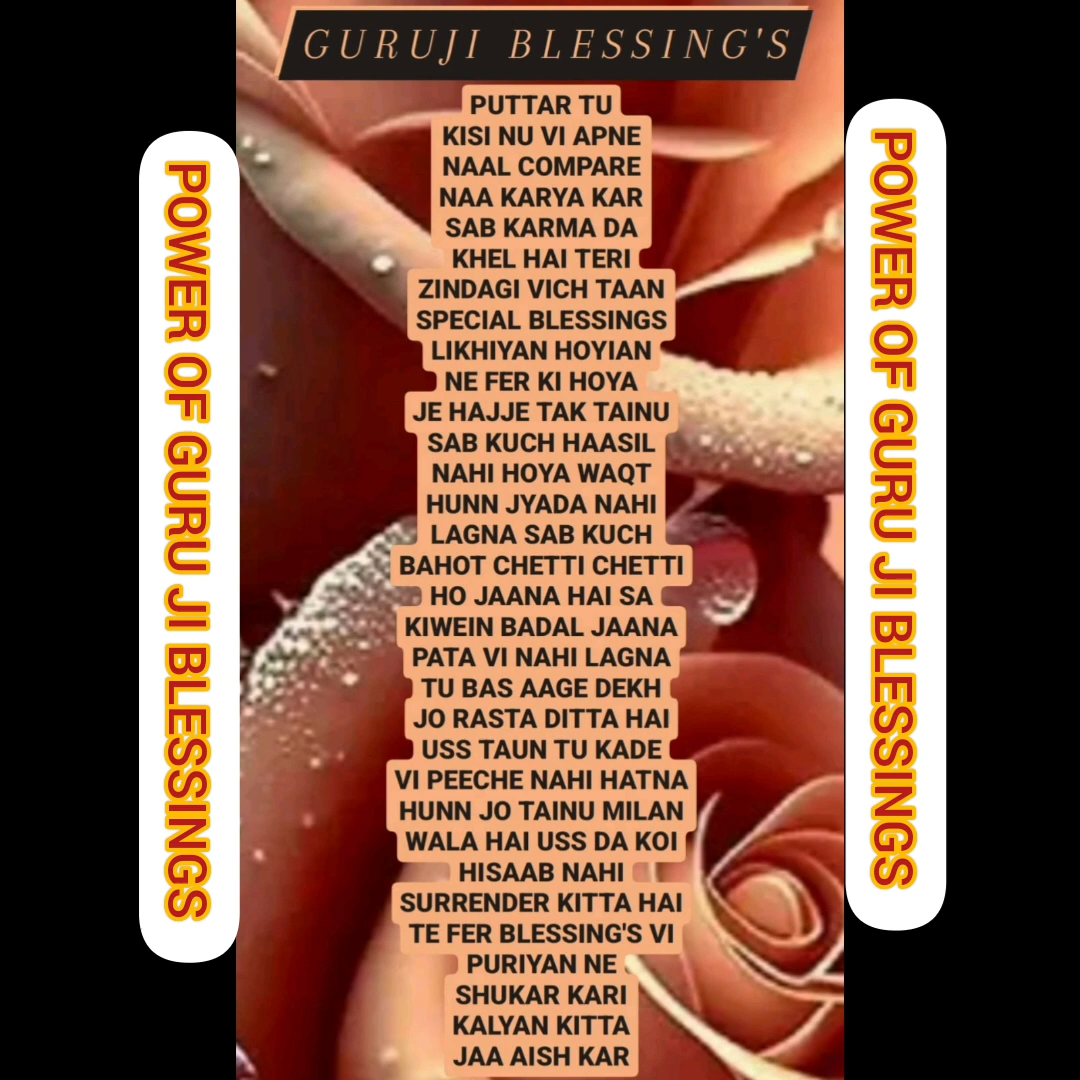 GURUJI BLESSING'S
PUTTAR TU
KISI NU VI APNE
NAAL COMPARE
NAA KARYA KAR
SAB KARMA DA
KHEL HAI TERI
ZINDAGI VICH TAAN
SPECIAL BLESSINGS
LIKHIYAN HOYIAN
NE FER KI HOYA
JE HAJJE TAK TAINU
SAB KUCH HAASIL
NAHI HOYA WAQT
HUNN JYADA NAHI
LAGNA SAB KUCH
BAHOT CHETTI CHETTI
HO JAANA HAI SA
KIWEIN BADAL JAANA
PATA VI NAHI LAGNA
TU BAS AAGE DEKH
JO RASTA DITTA HAI
USS TAUN TU KADE
VI PEECHE NAHI HATNA
HUNN JO TAINU MILAN
WALA HAI USS DA KOI
HISAAB NAHI
SURRENDER KITTA HAI
TE FER BLESSING'S VI
PURIYAN NE
SHUKAR KARI
KALYAN KITTA
JAA AISH KAR
POWER OF GURU JI BLESSINGS
POWER OF GURU JI BLESSINGS